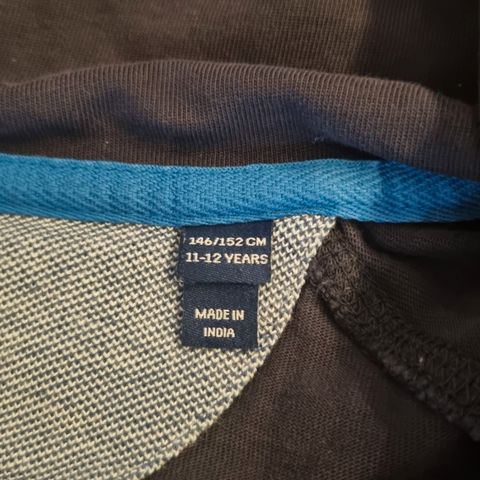 146/152 CM
11-12 YEARS
MADE IN
INDIA